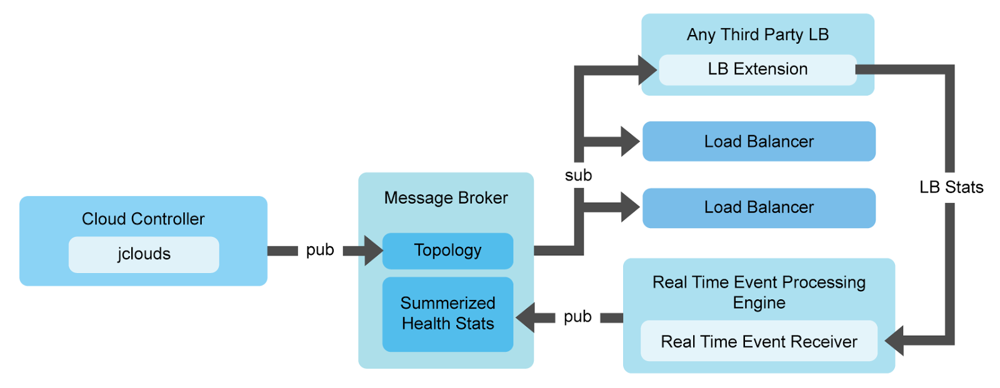 Cloud Controller
jclouds
pub
Message Broker
Topology
Summerized
Health Stats
sub
Any Third Party LB
LB Extension
Load Balancer
Load Balancer
LB Stats
Real Time Event Processing
Engine
Real Time Event Receiver
pub